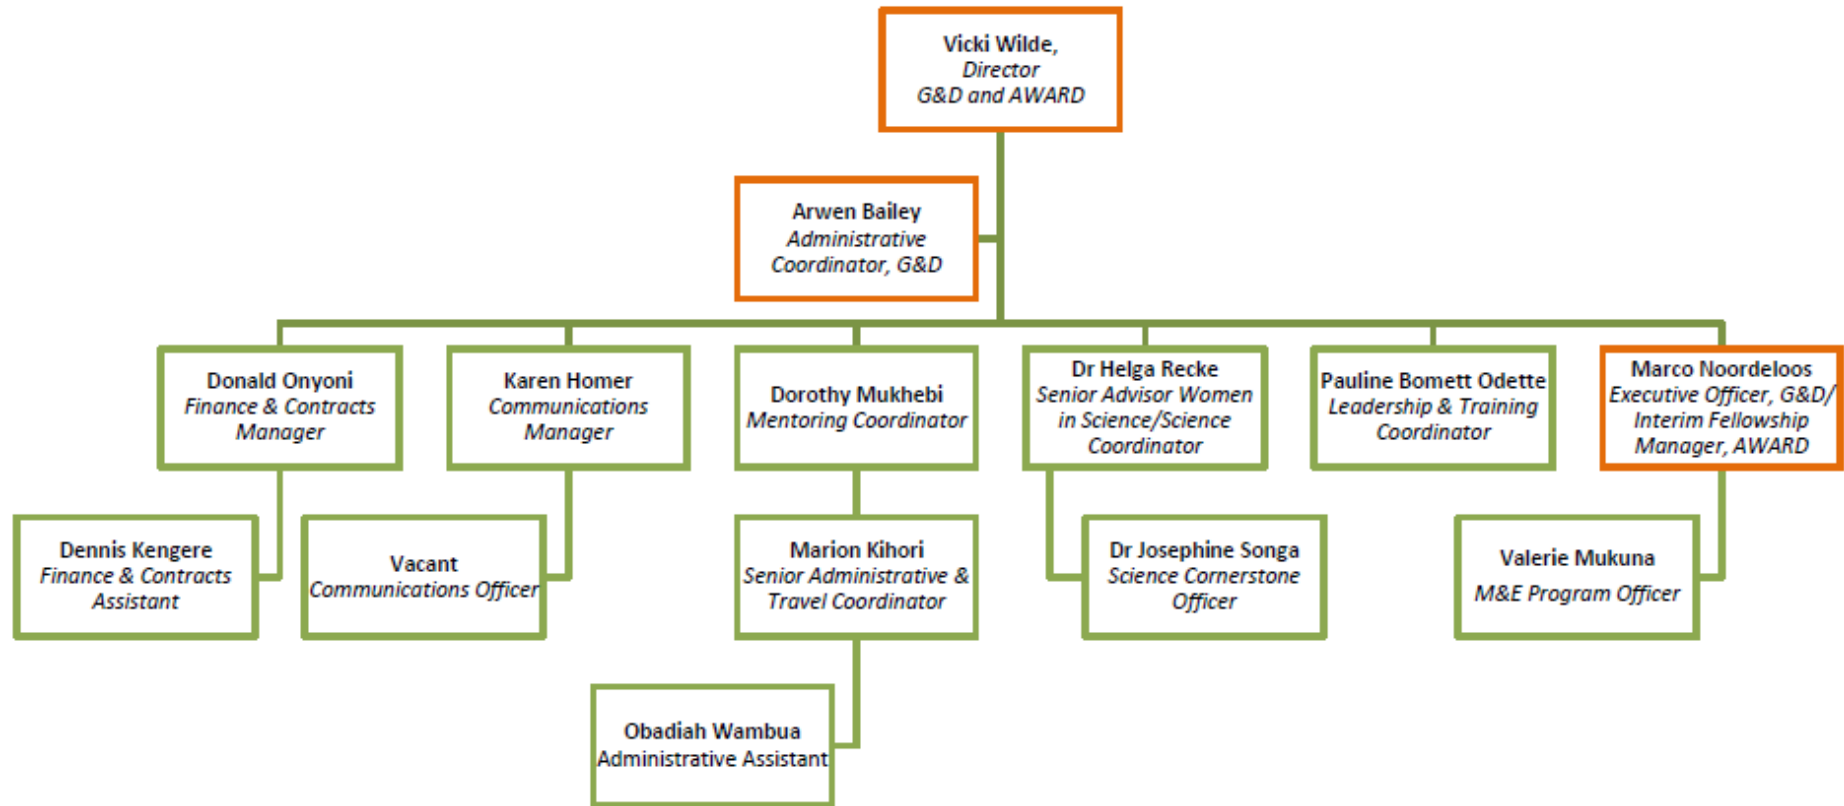 Vicki Wilde,
Director
G&D and AWARD
Arwen Bailey
Administrative
Coordinator, G&D
Donald Onyoni
Finance & Contracts
Manager
Karen Homer
Communications
Manager
Dorothy Mukhebi
Mentoring Coordinator
Dr Helga Recke
Senior Advisor Women
in Science/Science
Coordinator
Pauline Bomett Odette
Leadership & Training
Coordinator
Marco Noordeloos
Executive Officer, G&D/
Interim Fellowship
Manager, AWARD
Dennis Kengere
Finance & Contracts
Assistant
Vacant
Communications Officer
Marion Kihori
Senior Administrative &
Travel Coordinator
Dr Josephine Songa
Science Cornerstone
Officer
Valerie Mukuna
M&E Program Officer
Obadiah Wambua
Administrative Assistant